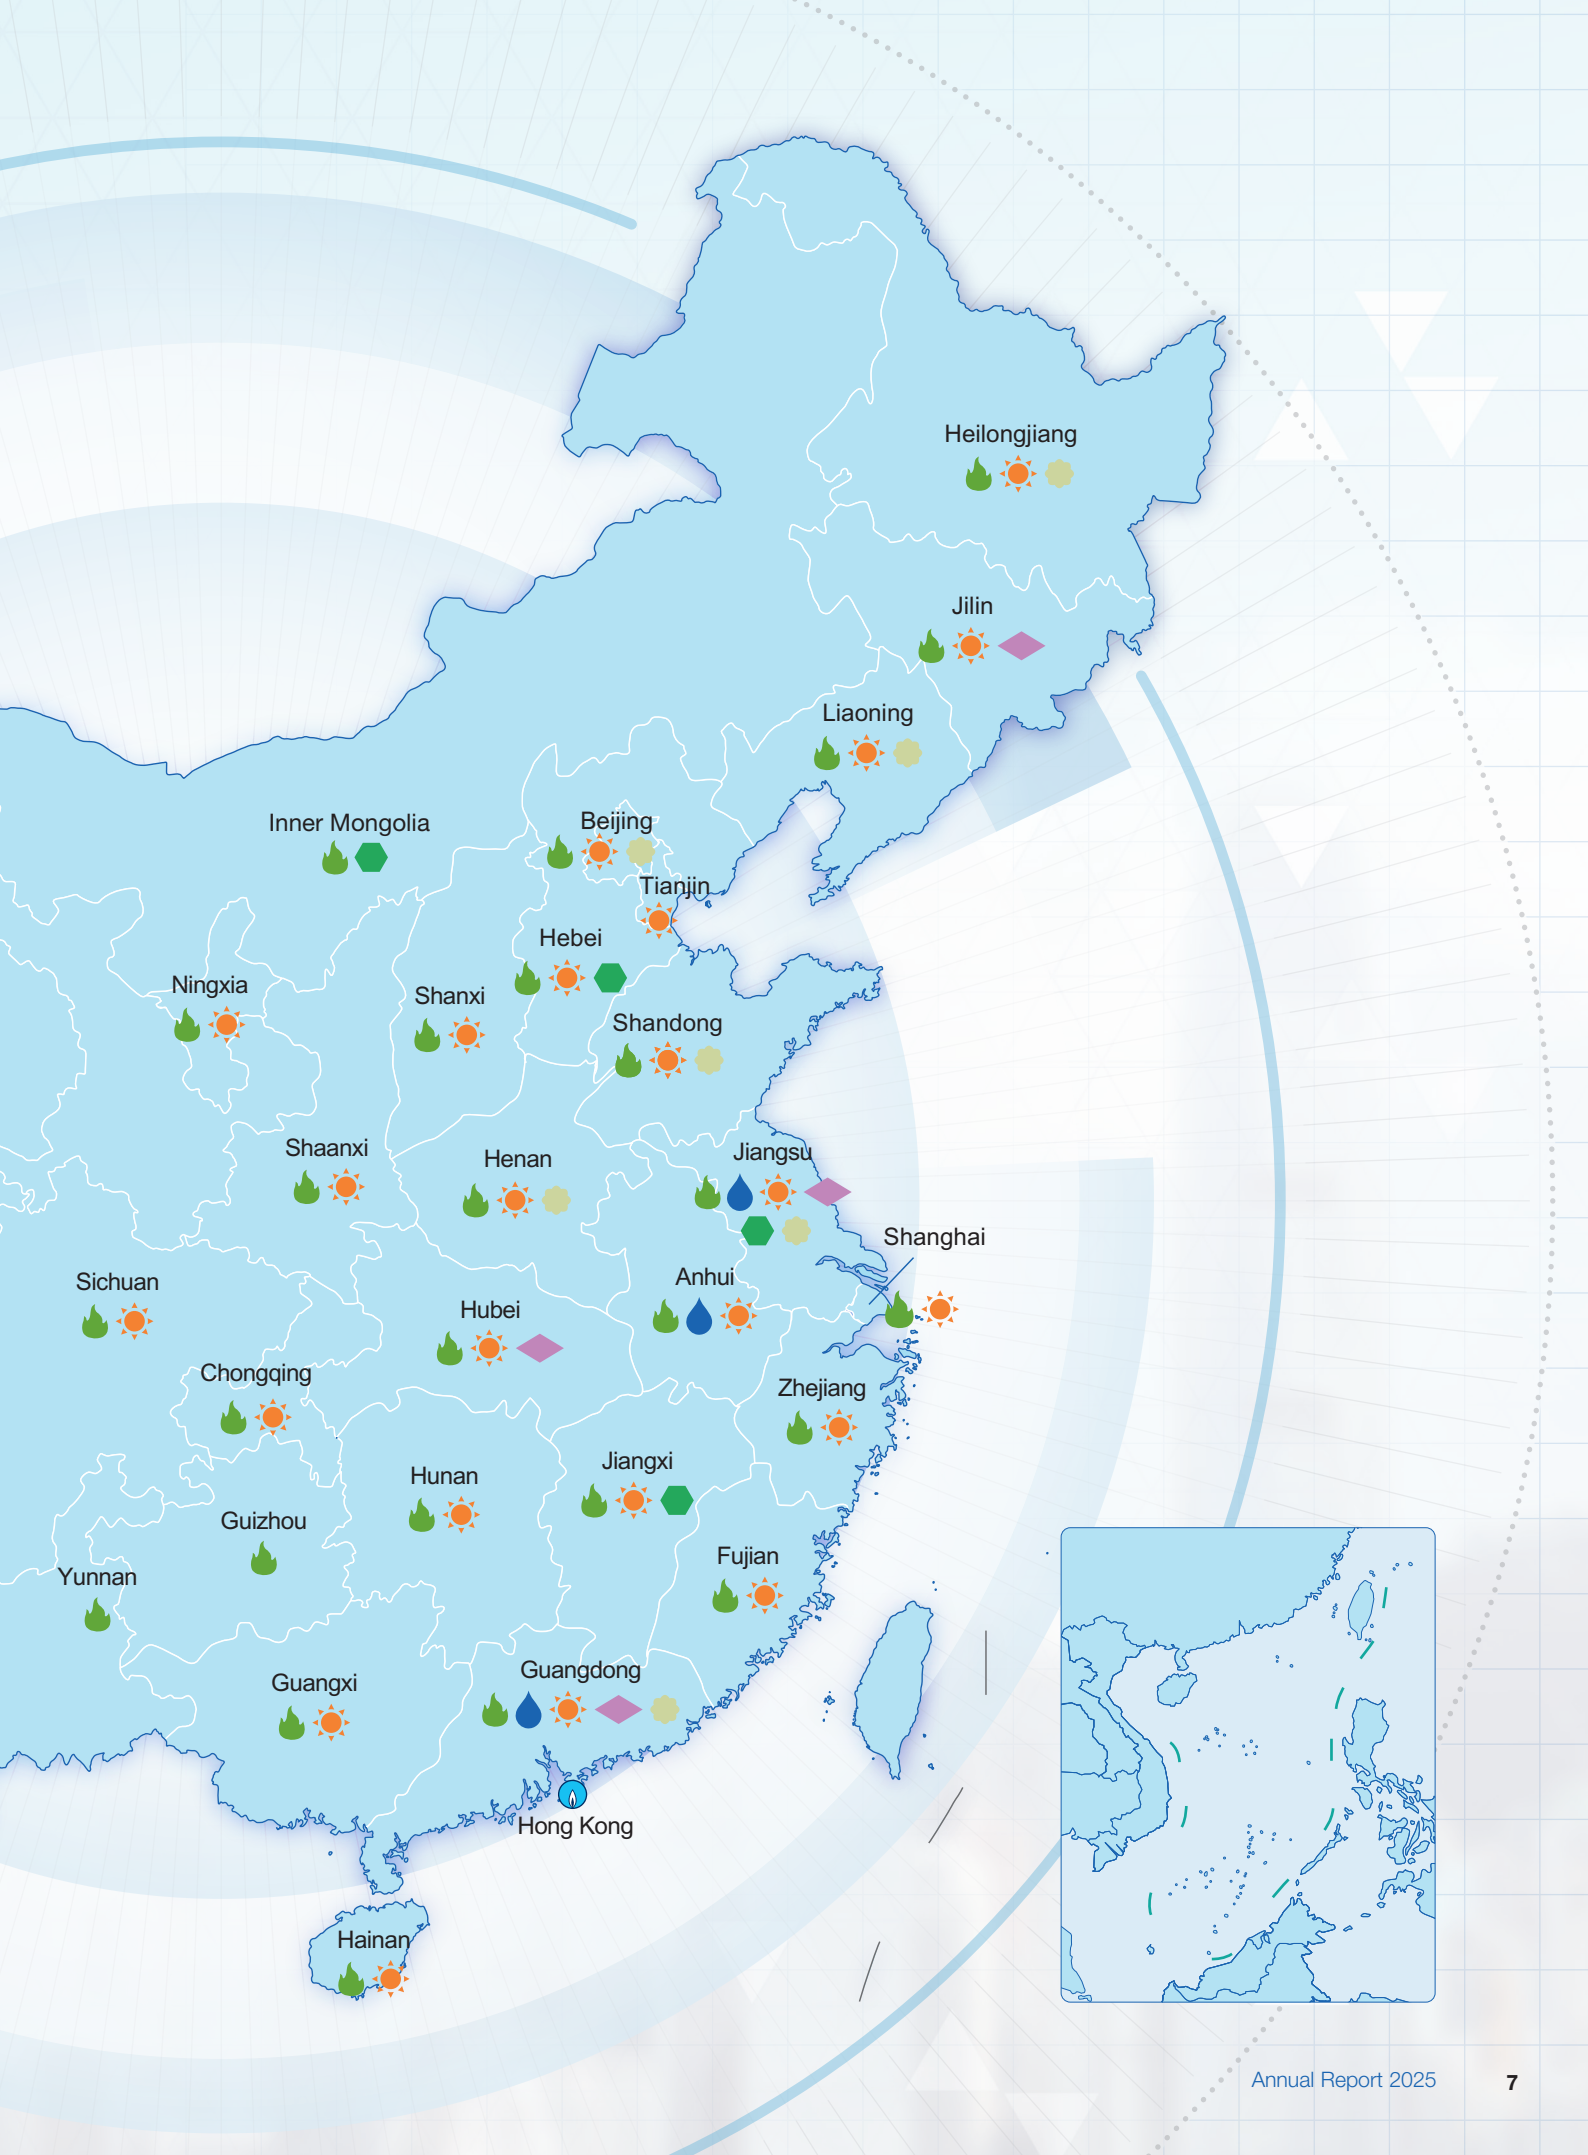 Heilongjiang
Jilin
Liaoning
Inner Mongolia
Beijing
Tianjin
Hebei
Ningxia
Shanxi
Shandong
Shaanxi
Henan
Jiangsu
Shanghai
Sichuan
Anhui
Hubei
Chongqing
Zhejiang
Jiangxi
Hunan
Guizhou
Fujian
Yunnan
Guangdong
Guangxi
Hong Kong
Hainan
Annual Report 2025
7